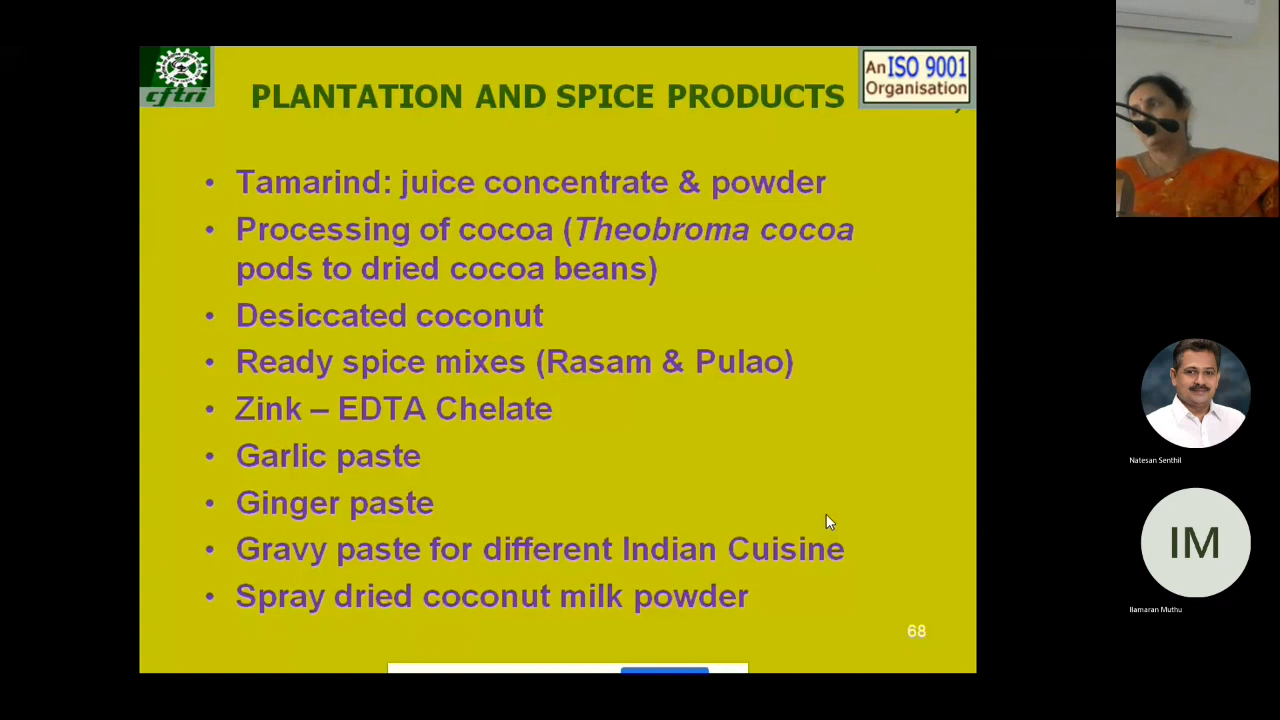 cftri
PLANTATION AND SPICE PRODUCTS
An ISO 9001
Organisation
• Tamarind: juice concentrate & powder
• Processing of cocoa (Theobroma cocoa
pods to dried cocoa beans)
• Desiccated coconut
• Ready spice mixes (Rasam & Pulao)
• Zink – EDTA Chelate
• Garlic paste
• Ginger paste
• Gravy paste for different Indian Cuisine
• Spray dried coconut milk powder
68
Natesan Senthil
IM
Ilamaran Muthu